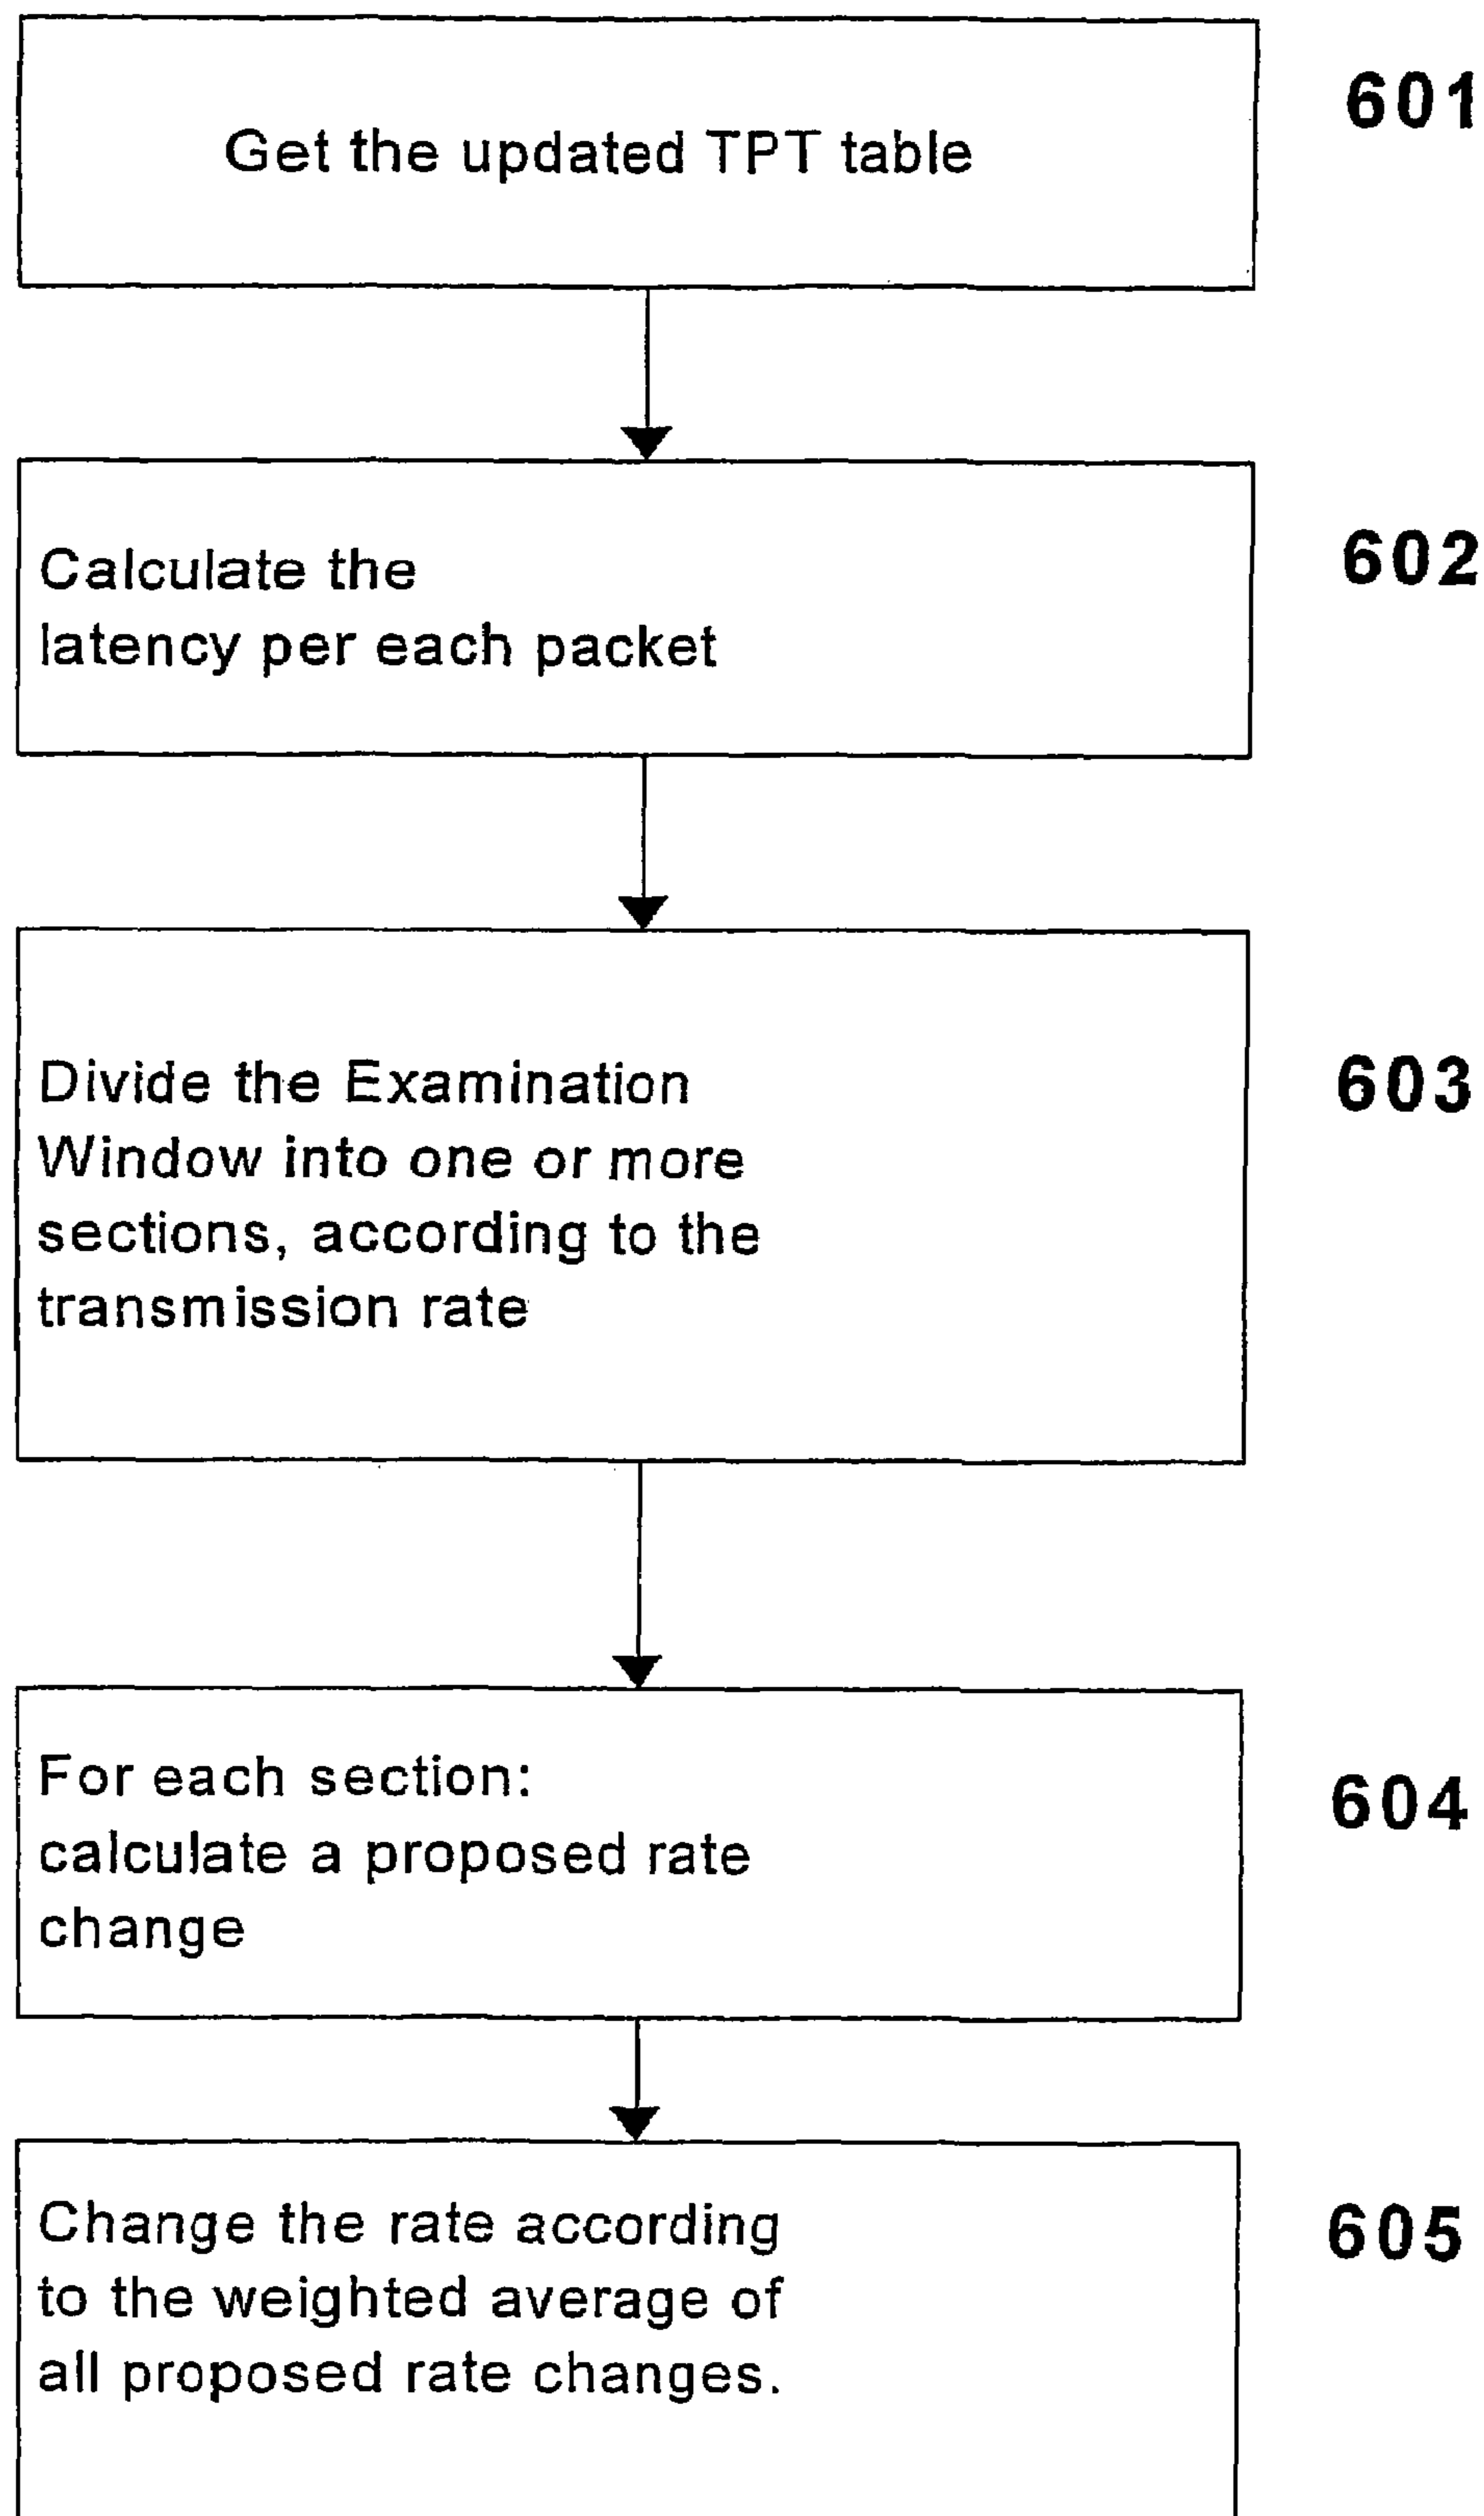 Get the updated TPT table
601
Calculate the
latency per each packet
602
Divide the Examination
Window into one or more
sections, according to the
transmission rate
603
For each section:
calculate a proposed rate
change
604
Change the rate according
to the weighted average of
all proposed rate changes.
605